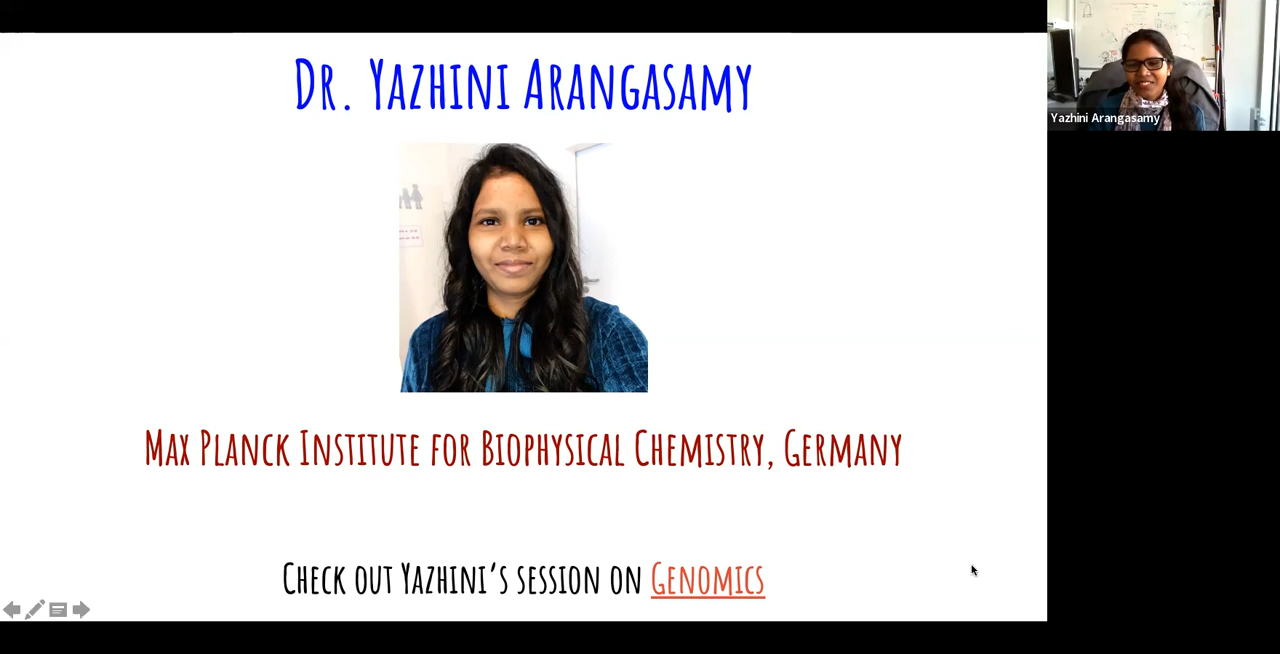 Dr. Yazhini Arangasamy
Yazhini Arangasamy
Max Planck Institute for Biophysical Chemistry, Germany
Check out Yazhini's session on Genomics